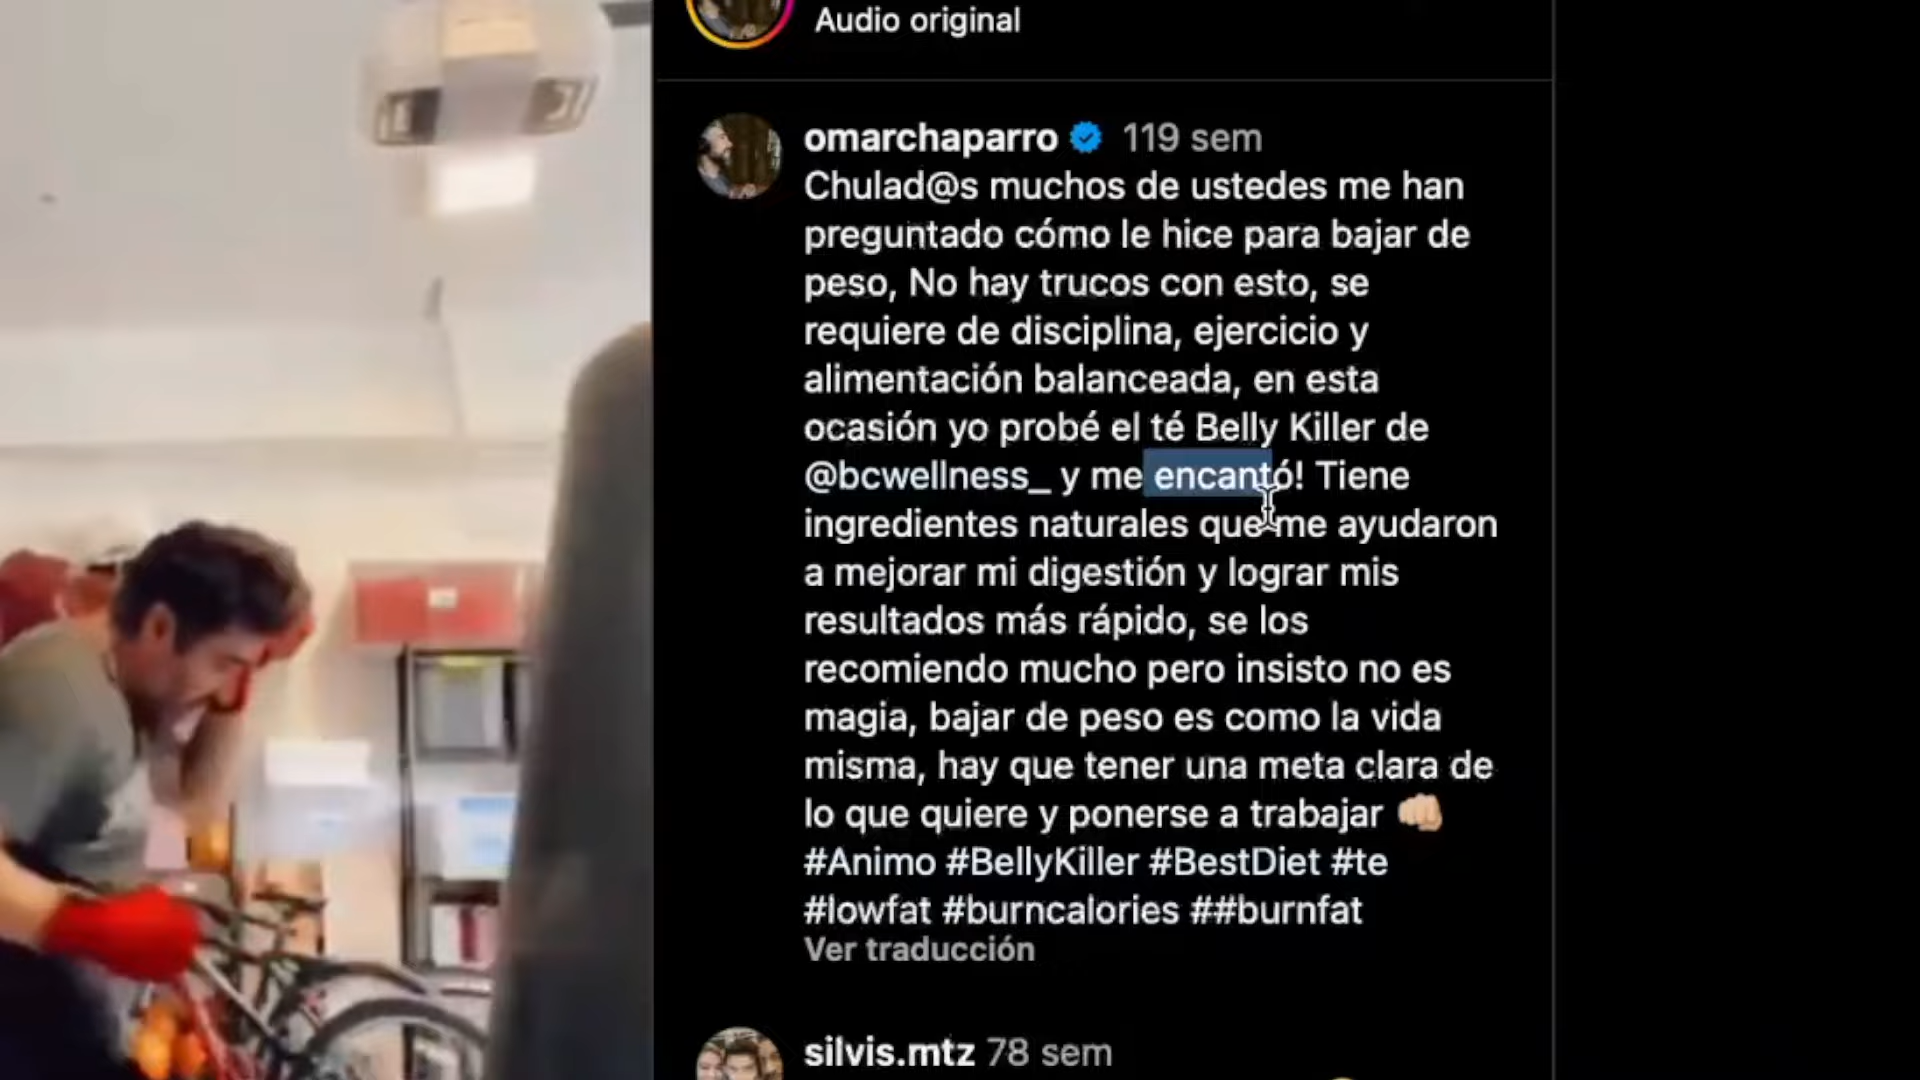 Audio original
omarchaparro 119 sem
Chulad@s muchos de ustedes me han
preguntado cómo le hice para bajar de
peso, No hay trucos con esto, se
requiere de disciplina, ejercicio y
alimentación balanceada, en esta
ocasión yo probé el té Belly Killer de
@bcwellness_ y me encantó! Tiene
ingredientes naturales que me ayudaron
a mejorar mi digestión y lograr mis
resultados más rápido, se los
recomiendo mucho pero insisto no es
magia, bajar de peso es como la vida
misma, hay que tener una meta clara de
lo que quiere y ponerse a trabajar 👊🏼
#Animo #BellyKiller #BestDiet #te
#lowfat #burncalories ##burnfat
Ver traducción
silvis.mtz 78 sem